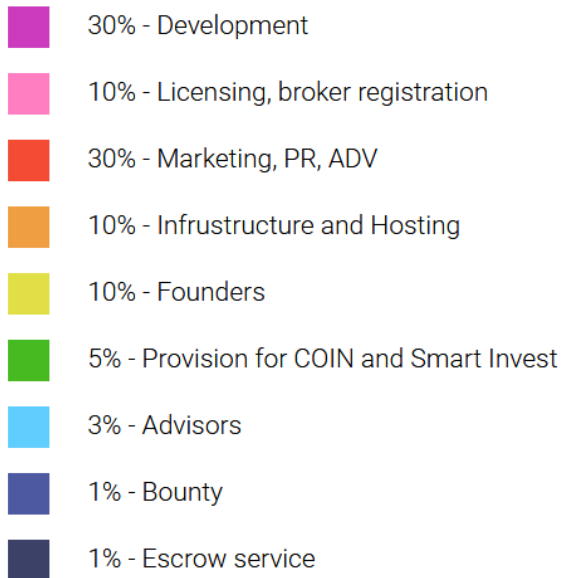 30% - Development
10% - Licensing, broker registration
30% - Marketing, PR, ADV
10% - Infrustructure and Hosting
10% - Founders
5% - Provision for COIN and Smart Invest
3% - Advisors
1% - Bounty
1% - Escrow service